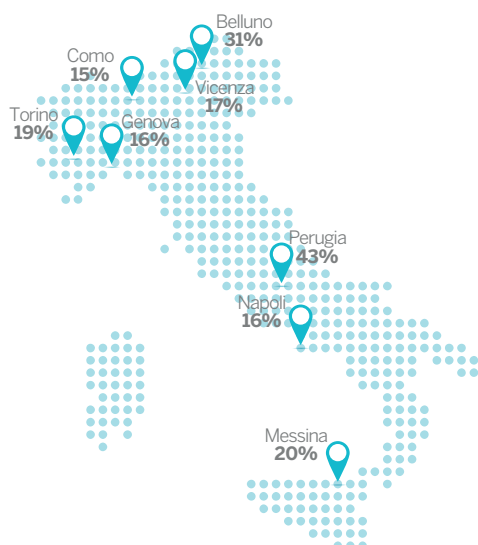 Belluno
31%
Como
15%
Vicenza
17%
Torino
19%
Genova
16%
Perugia
43%
Napoli
16%
Messina
20%